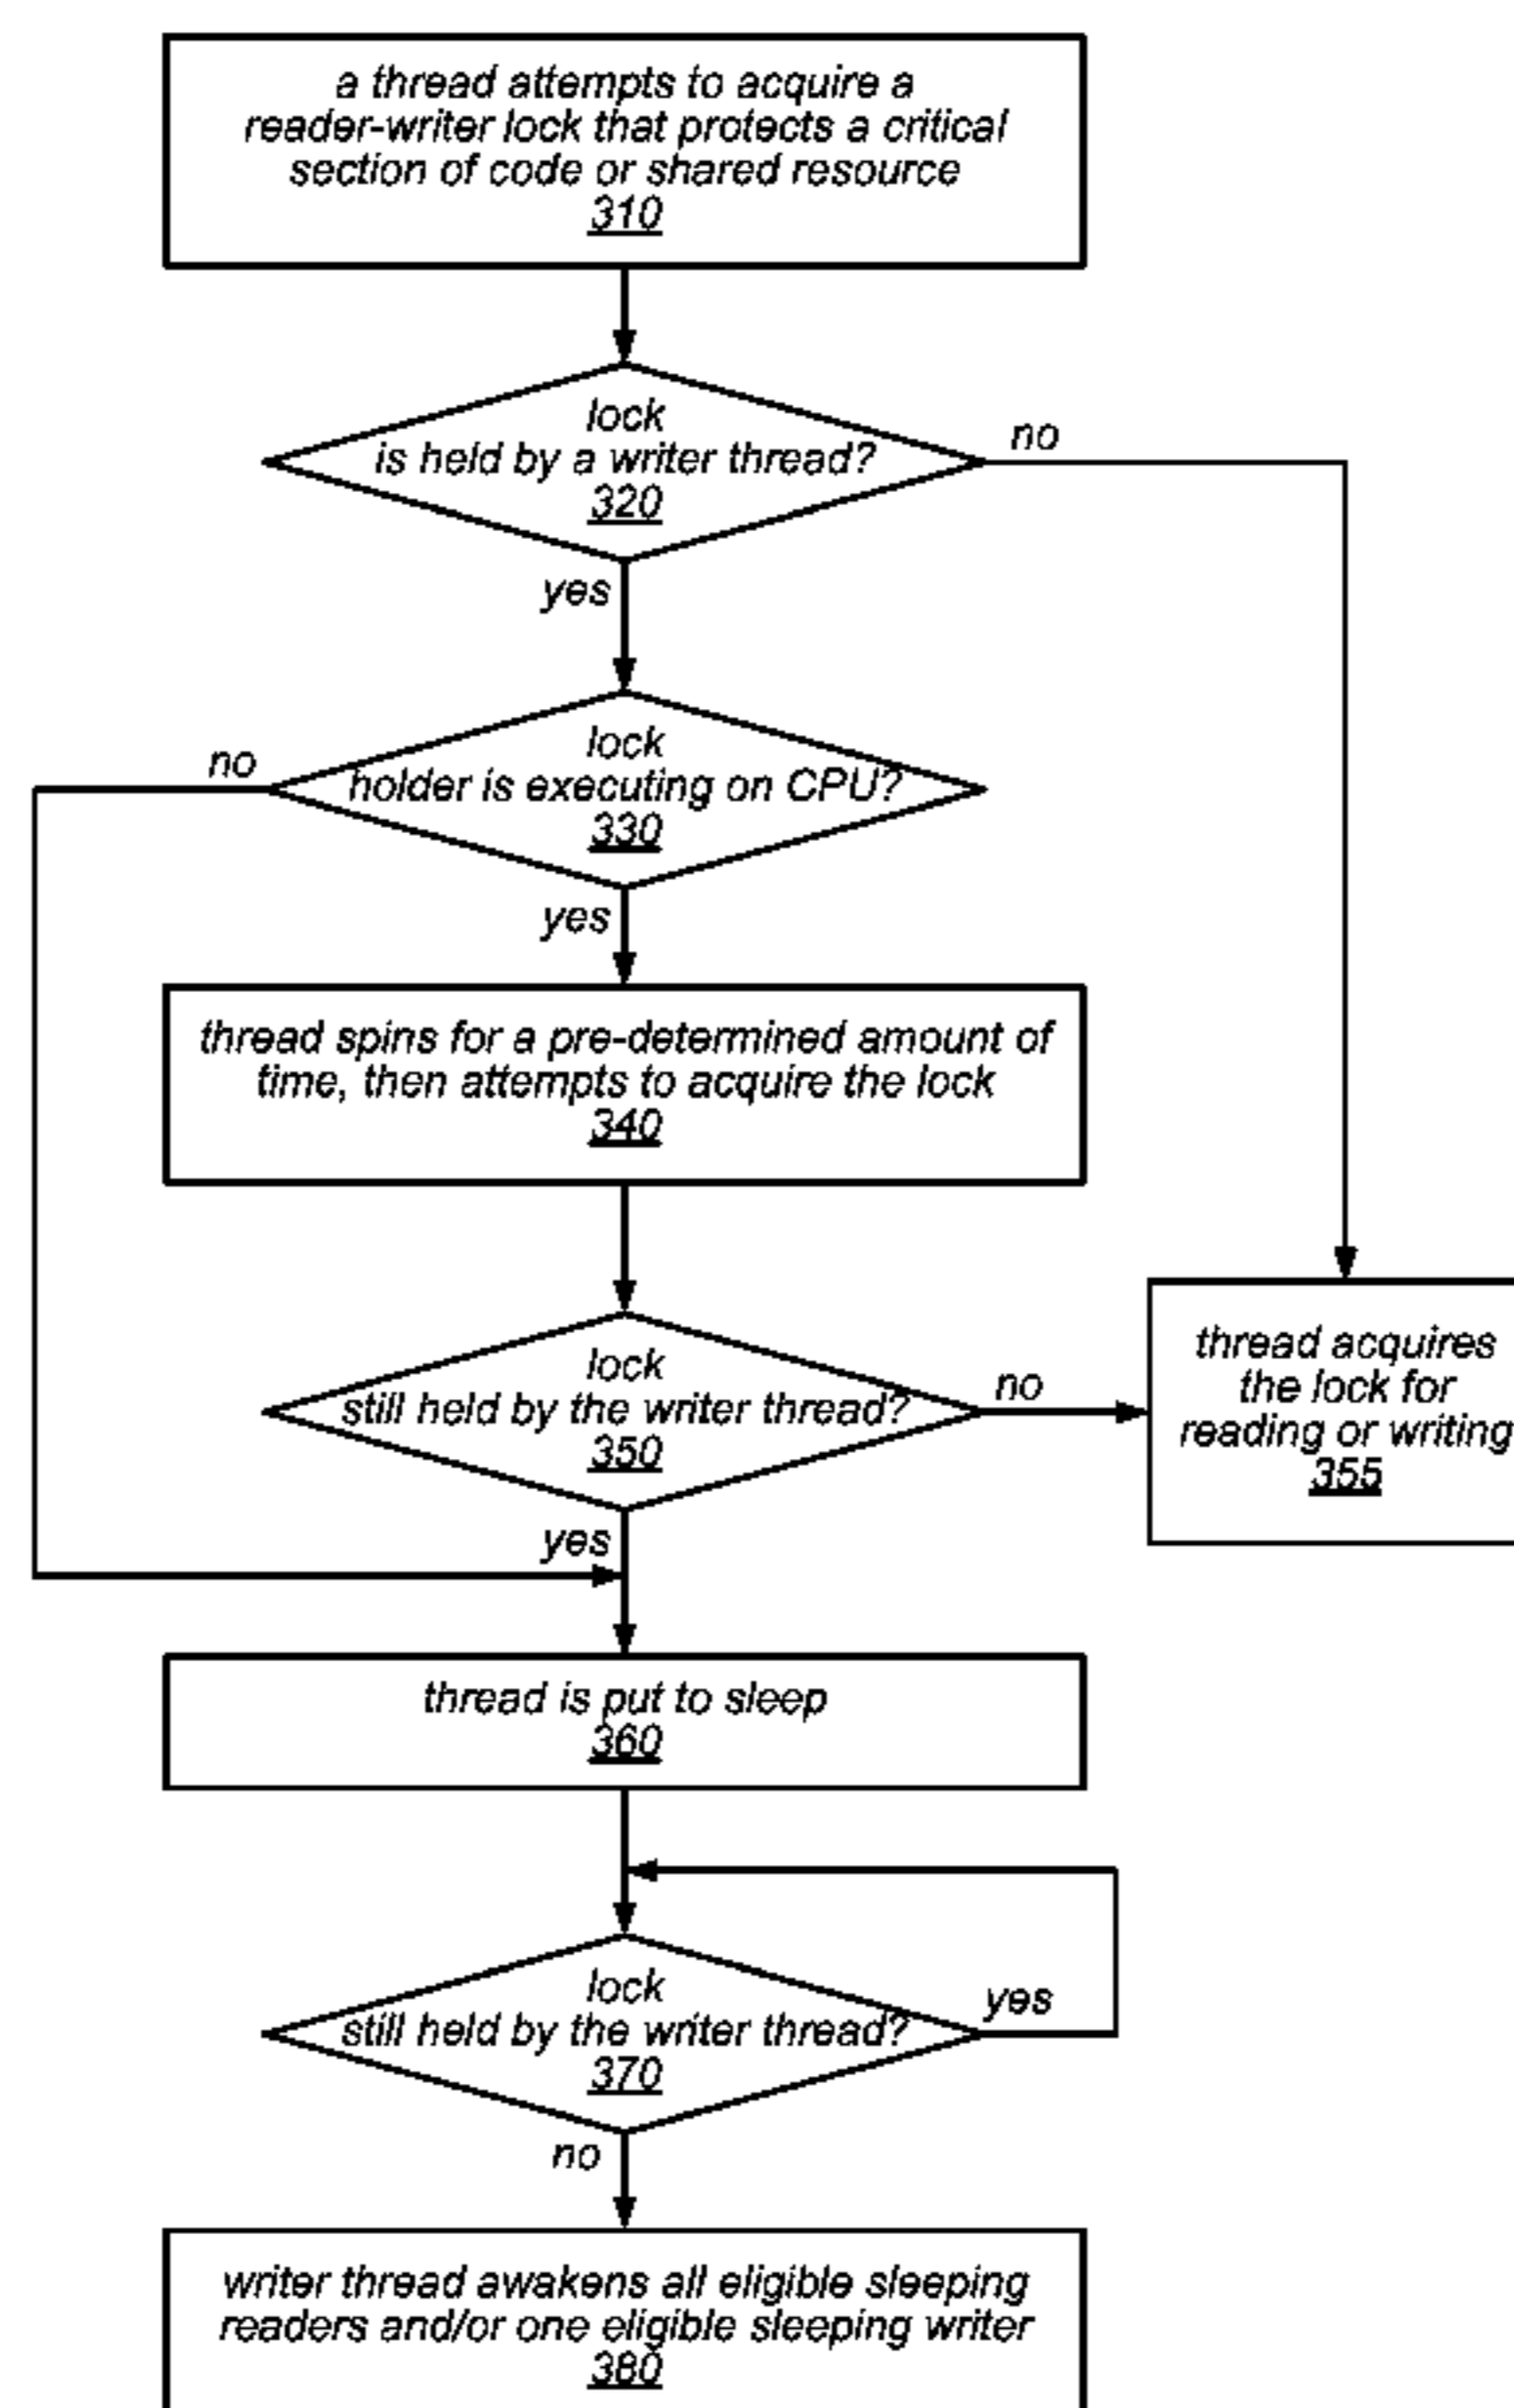 a thread attempts to acquire a
reader-writer lock that protects a critical
section of code or shared resource
310
lock
is held by a writer thread?
320
no
yes
lock
holder is executing on CPU?
330
no
yes
thread spins for a pre-determined amount of
time, then attempts to acquire the lock
340
lock
still held by the writer thread?
350
no
yes
thread acquires
the lock for
reading or writing
355
thread is put to sleep
360
lock
still held by the writer thread?
370
yes
no
writer thread awakens all eligible sleeping
readers and/or one eligible sleeping writer
380